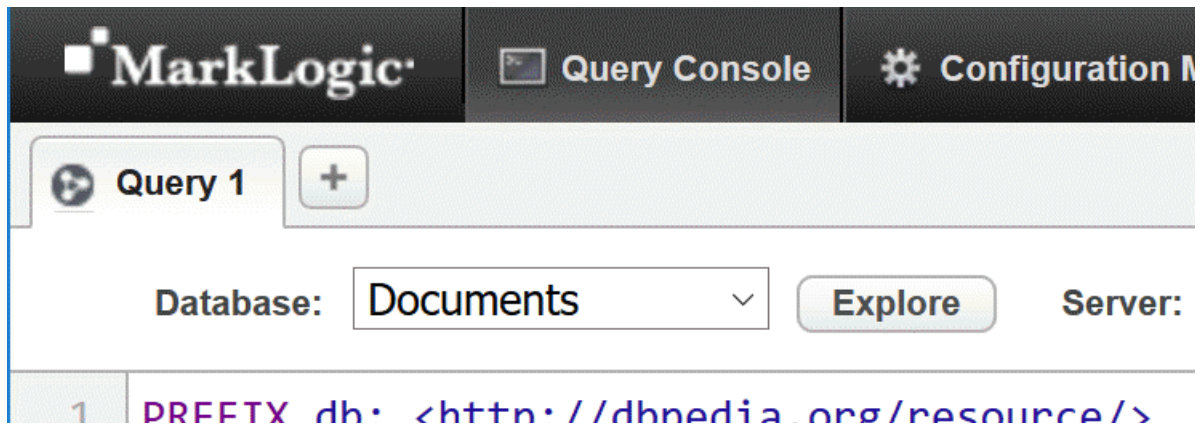 MarkLogic Query Console Configuration M
Query 1 +
Database: Documents Explore Server:
1 PREFIX db: <http://dbpedia.org/resource/>